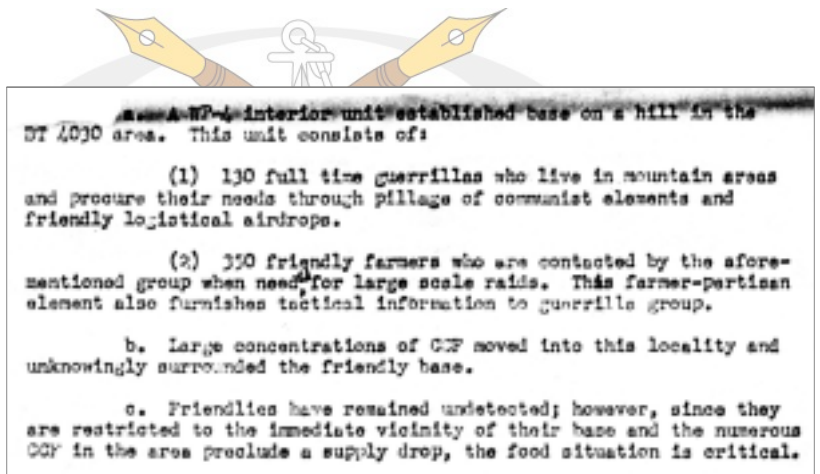 a. A WP-4 interior unit established base on a hill in the
DT 4030 area. This unit consists of:
(1) 130 full time guerrillas who live in mountain areas
and procure their needs through pillage of communist elements and
friendly logistical airdrops.
(2) 350 friendly farmers who are contacted by the afore-
mentioned group when need for large scale raids. This farmer-partisan
element also furnishes tactical information to guerrilla group.
b. Large concentrations of CCF moved into this locality and
unknowingly surrounded the friendly base.
c. Friendlies have remained undetected; however, since they
are restricted to the immediate vicinity of their base and the numerous
CCF in the area preclude a supply drop, the food situation is critical.